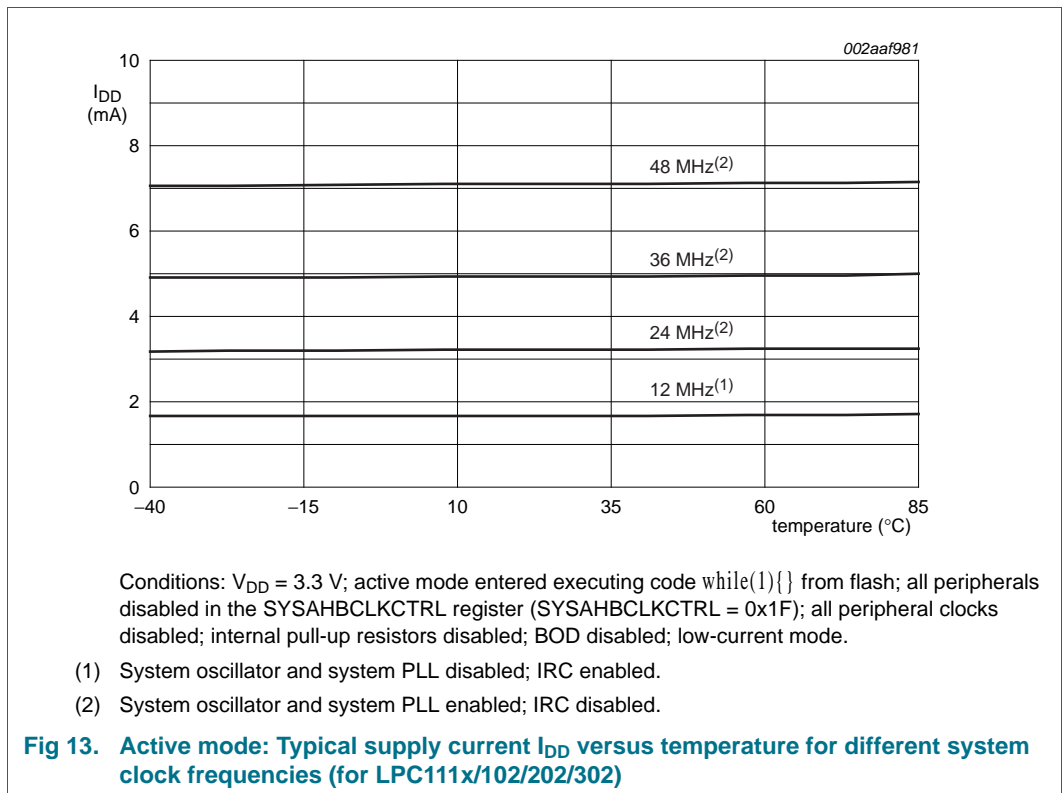 002aaf981
10
I_DD
(mA)
8
48 MHz(2)
6
36 MHz(2)
4
24 MHz(2)
12 MHz(1)
2
0
−40 −15 10 35 60 85
temperature (°C)
Conditions: V_DD = 3.3 V; active mode entered executing code while(1){} from flash; all peripherals
disabled in the SYSAHBCLKCTRL register (SYSAHBCLKCTRL = 0x1F); all peripheral clocks
disabled; internal pull-up resistors disabled; BOD disabled; low-current mode.
(1) System oscillator and system PLL disabled; IRC enabled.
(2) System oscillator and system PLL enabled; IRC disabled.
Fig 13. Active mode: Typical supply current I_DD versus temperature for different system
clock frequencies (for LPC111x/102/202/302)